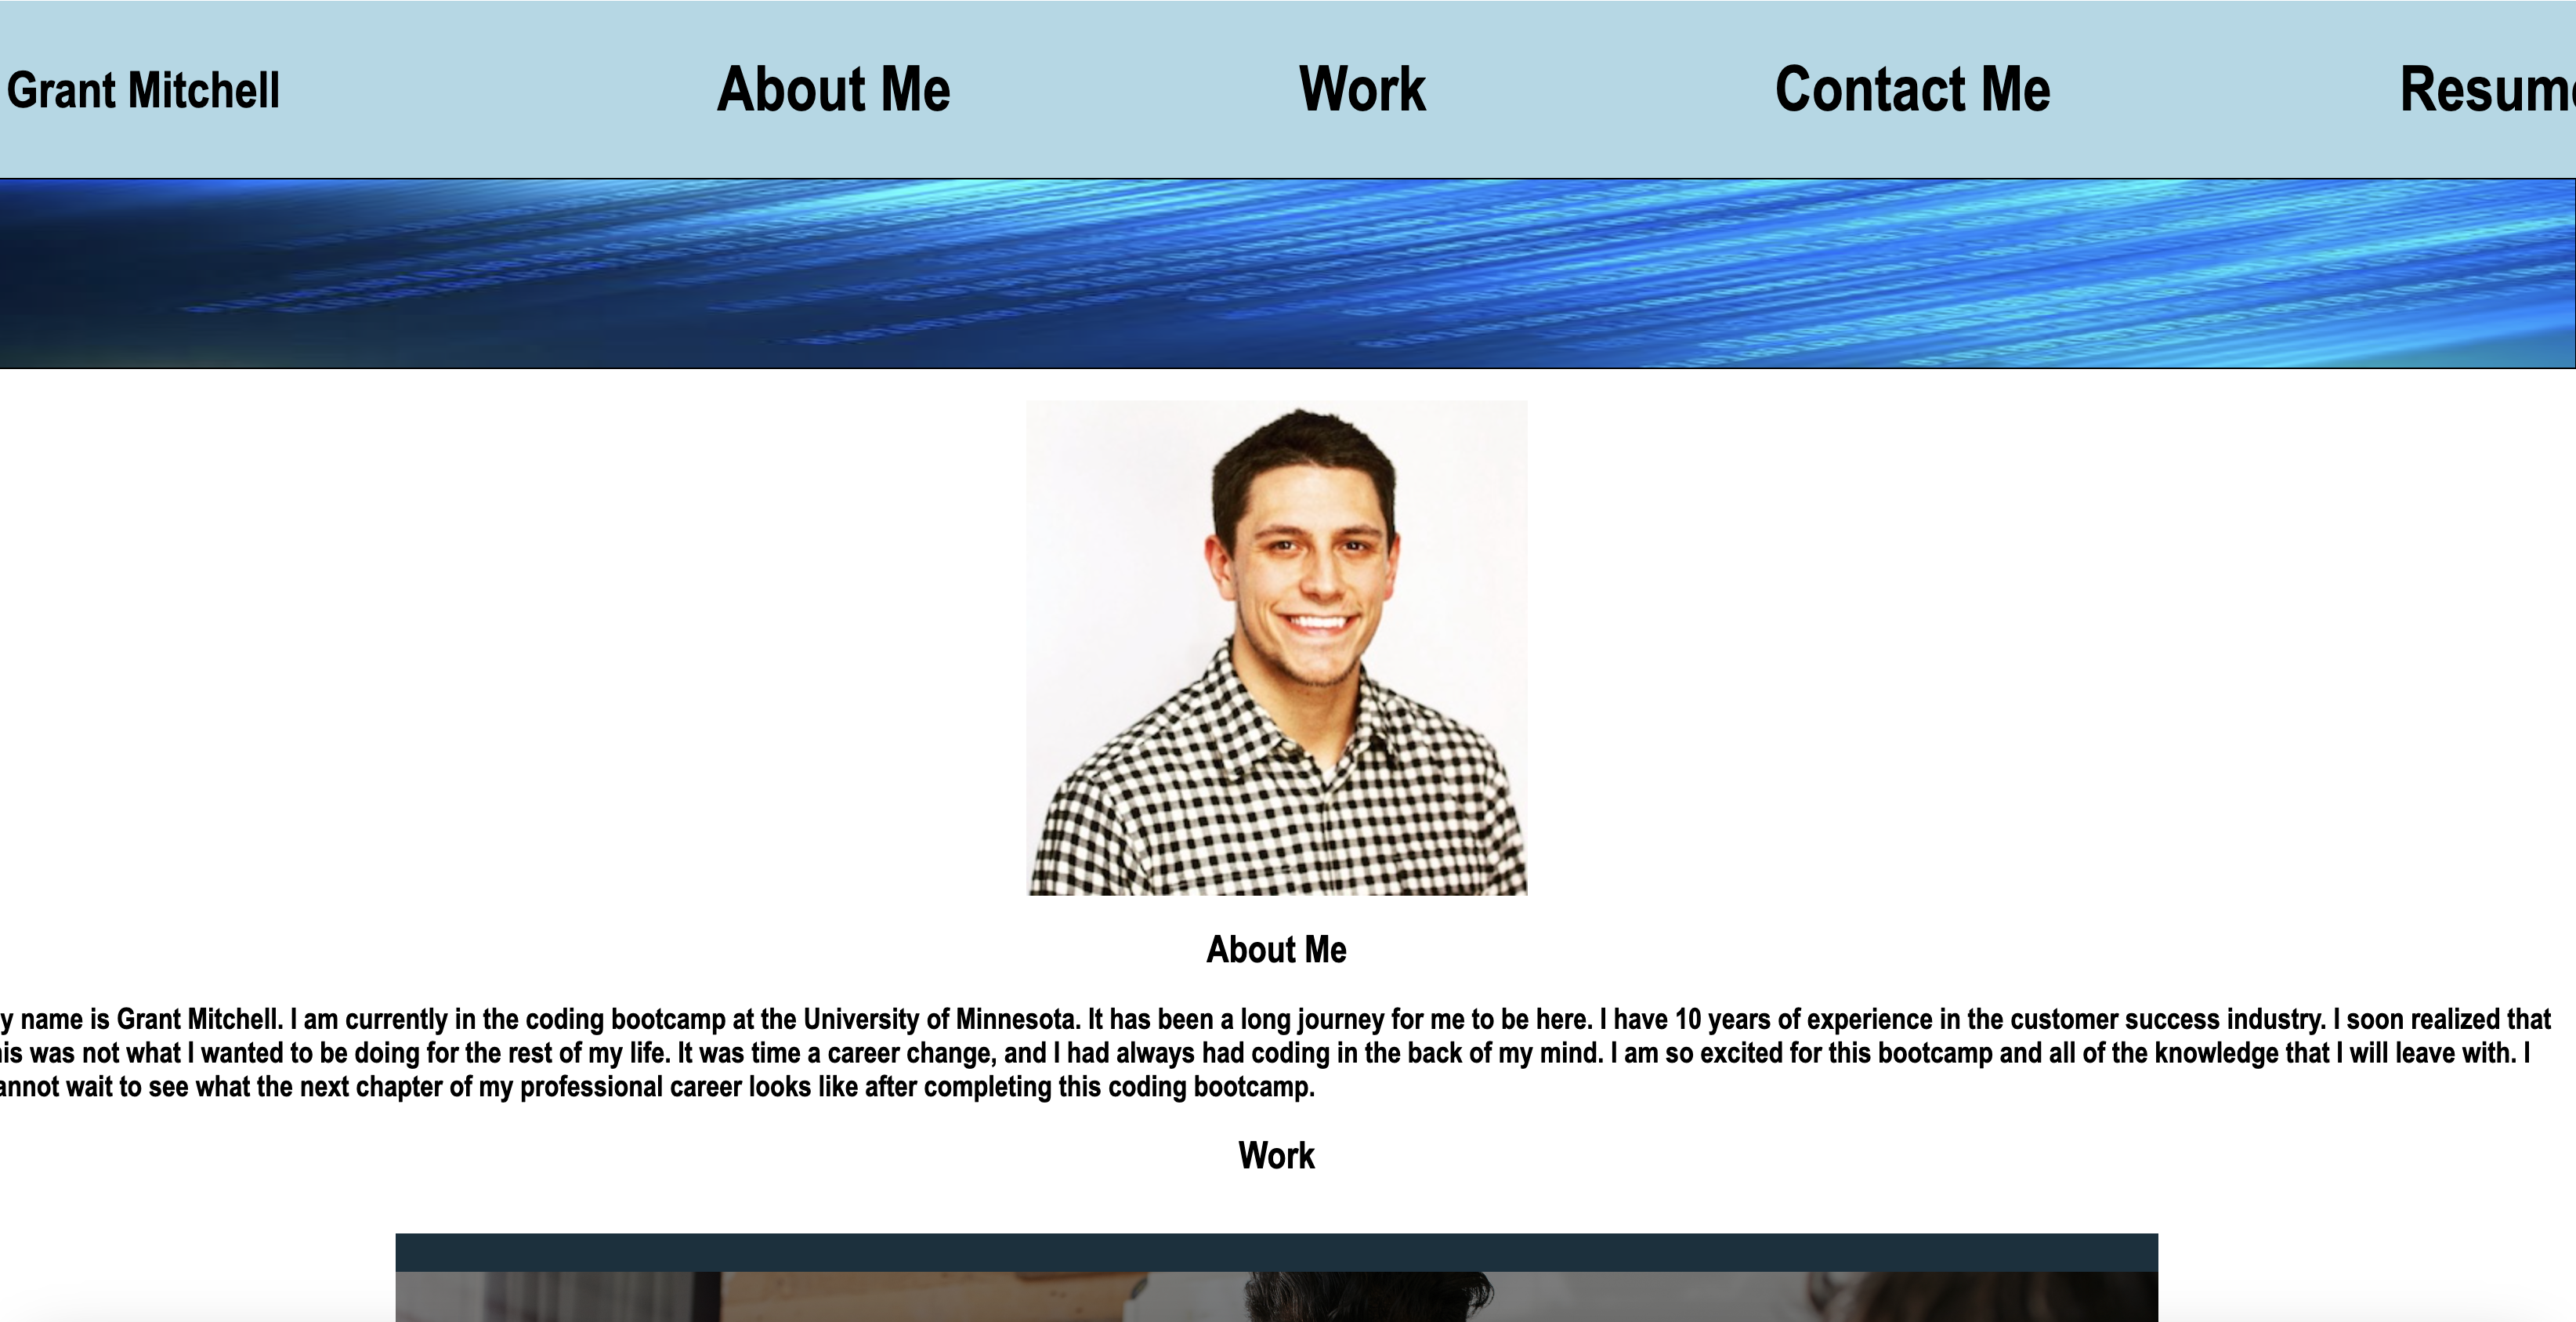 Grant Mitchell About Me Work Contact Me Resum
About Me
y name is Grant Mitchell. I am currently in the coding bootcamp at the University of Minnesota. It has been a long journey for me to be here. I have 10 years of experience in the customer success industry. I soon realized that
his was not what I wanted to be doing for the rest of my life. It was time a career change, and I had always had coding in the back of my mind. I am so excited for this bootcamp and all of the knowledge that I will leave with. I
annot wait to see what the next chapter of my professional career looks like after completing this coding bootcamp.
Work